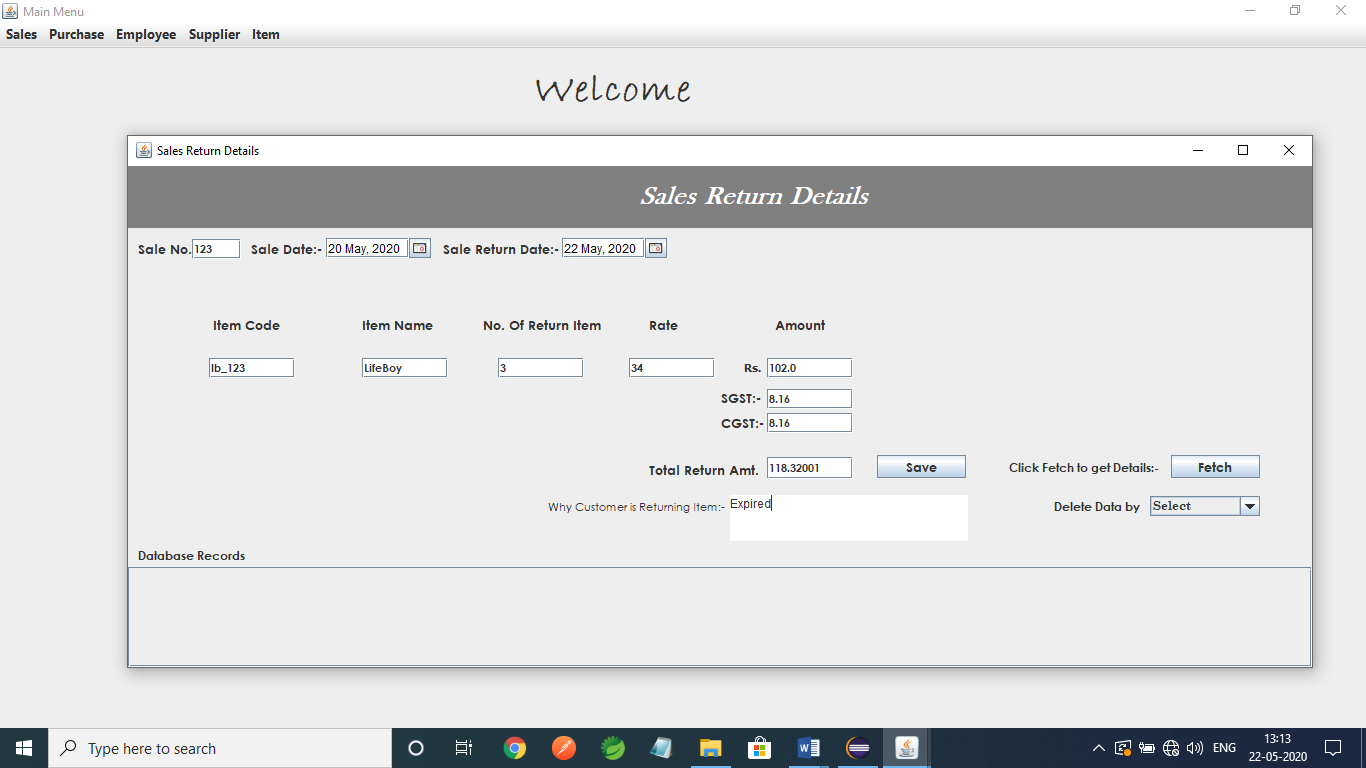 Main Menu
Sales Purchase Employee Supplier Item
Welcome
Sales Return Details
Sales Return Details
Sale No. 123 Sale Date:- 20 May, 2020 Sale Return Date:- 22 May, 2020
Item Code Item Name No. Of Return Item Rate Amount
lb_123 LifeBoy 3 34 Rs. 102.0
SGST:- 8.16
CGST:- 8.16
Total Return Amt. 118.32001 Save Click Fetch to get Details:- Fetch
Why Customer is Returning Item:- Expired Delete Data by Select
Database Records
Type here to search ENG 13:13
22-05-2020